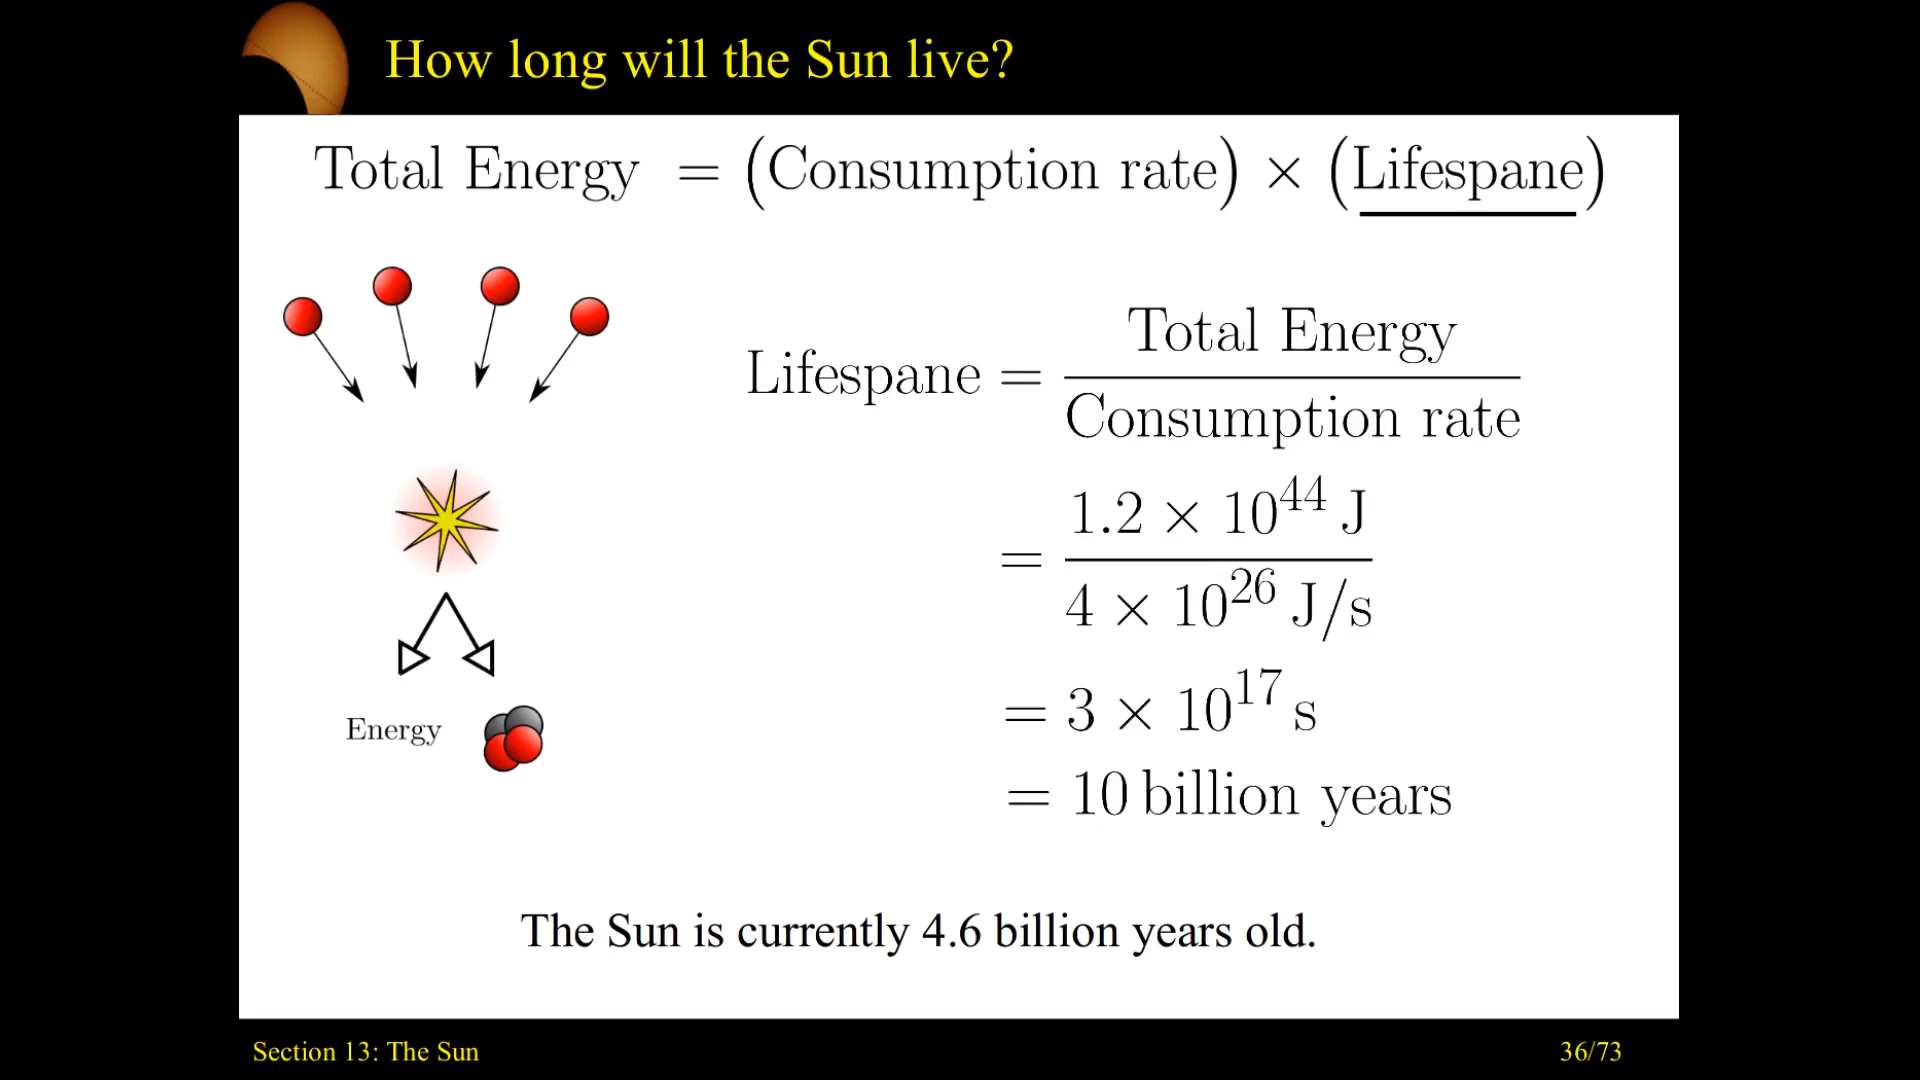 How long will the Sun live?
Total Energy = (Consumption rate) × (Lifespane)
Lifespane = Total Energy / Consumption rate
= 1.2 × 10^44 J / 4 × 10^26 J/s
= 3 × 10^17 s
= 10 billion years
Energy
The Sun is currently 4.6 billion years old.
Section 13: The Sun
36/73